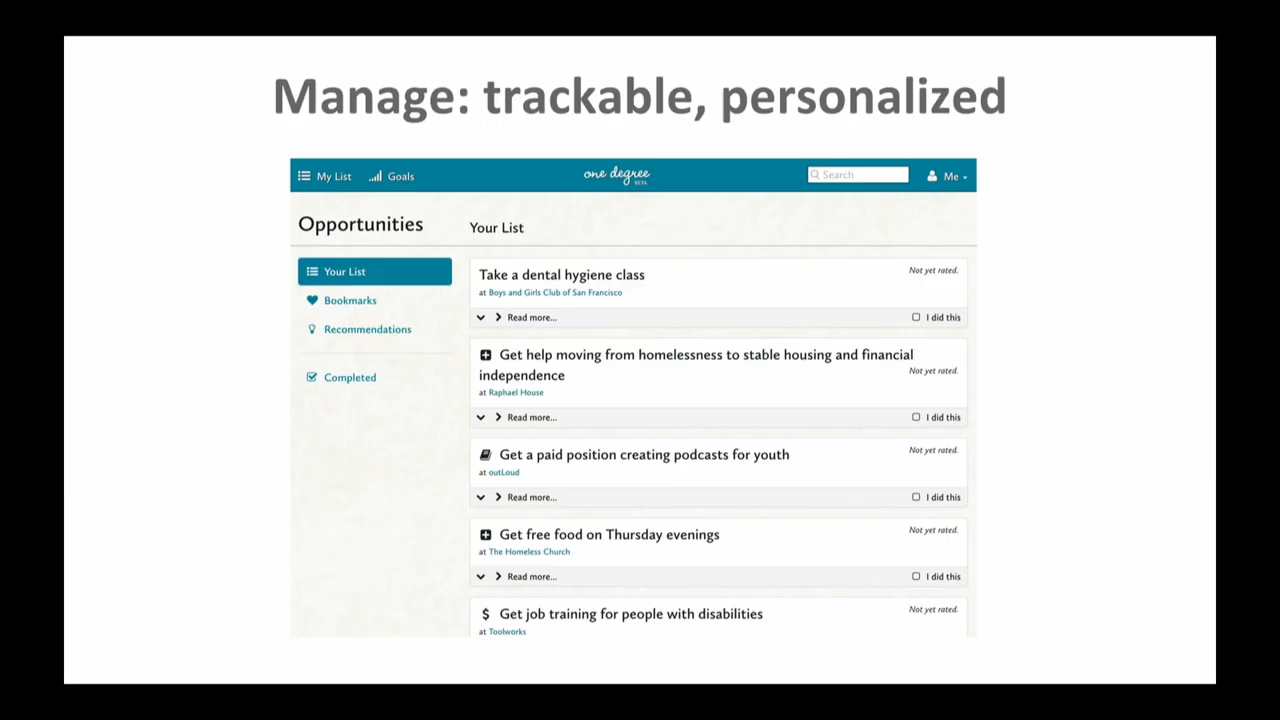 Manage: trackable, personalized
My List Goals one degree BETA Search Me
Opportunities
Your List
Your List
Bookmarks
Recommendations
Completed
Take a dental hygiene class
Not yet rated.
at Boys and Girls Club of San Francisco
Read more... I did this
Get help moving from homelessness to stable housing and financial
independence
Not yet rated.
at Raphael House
Read more... I did this
Get a paid position creating podcasts for youth
Not yet rated.
at outLoud
Read more... I did this
Get free food on Thursday evenings
Not yet rated.
at The Homeless Church
Read more... I did this
$ Get job training for people with disabilities
Not yet rated.
at Toolworks